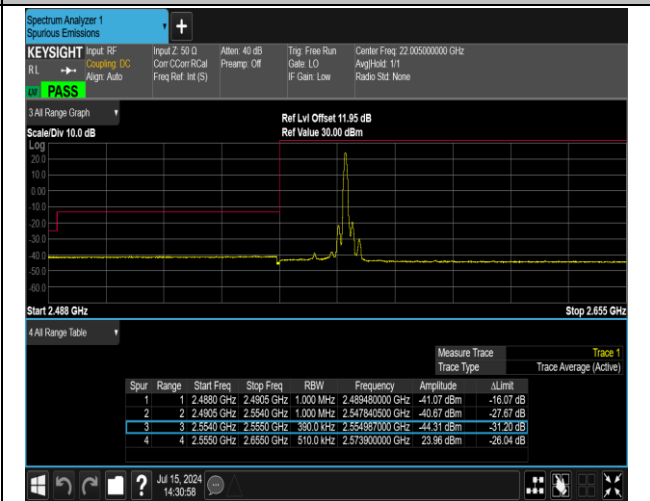 Spectrum Analyzer 1
Spurious Emissions
+
KEYSIGHT Input: RF Input Z: 50 Ω Atten: 40 dB Trig: Free Run Center Freq: 22.005000000 GHz
RL Coupling: DC Corr CCorr RCal Preamp: Off Gate: LO Avg|Hold: 1/1
Align: Auto Freq Ref: Int (S) IF Gain: Low Radio Std: None
LXI PASS
3 All Range Graph
Ref Lvl Offset 11.95 dB
Scale/Div 10.0 dB Ref Value 30.00 dBm
Log
20.0
10.0
0.00
-10.0
-20.0
-30.0
-40.0
-50.0
-60.0
Start 2.488 GHz Stop 2.655 GHz
4 All Range Table
Measure Trace Trace 1
Trace Type Trace Average (Active)
Spur Range Start Freq Stop Freq RBW Frequency Amplitude ΔLimit
1 1 2.4880 GHz 2.4905 GHz 1.000 MHz 2.489480000 GHz -41.07 dBm -16.07 dB
2 2 2.4905 GHz 2.5540 GHz 1.000 MHz 2.547840500 GHz -40.67 dBm -27.67 dB
3 3 2.5540 GHz 2.5550 GHz 390.0 kHz 2.554987000 GHz -44.31 dBm -31.20 dB
4 4 2.5550 GHz 2.6550 GHz 510.0 kHz 2.573900000 GHz 23.96 dBm -26.04 dB
? Jul 15, 2024
14:30:58